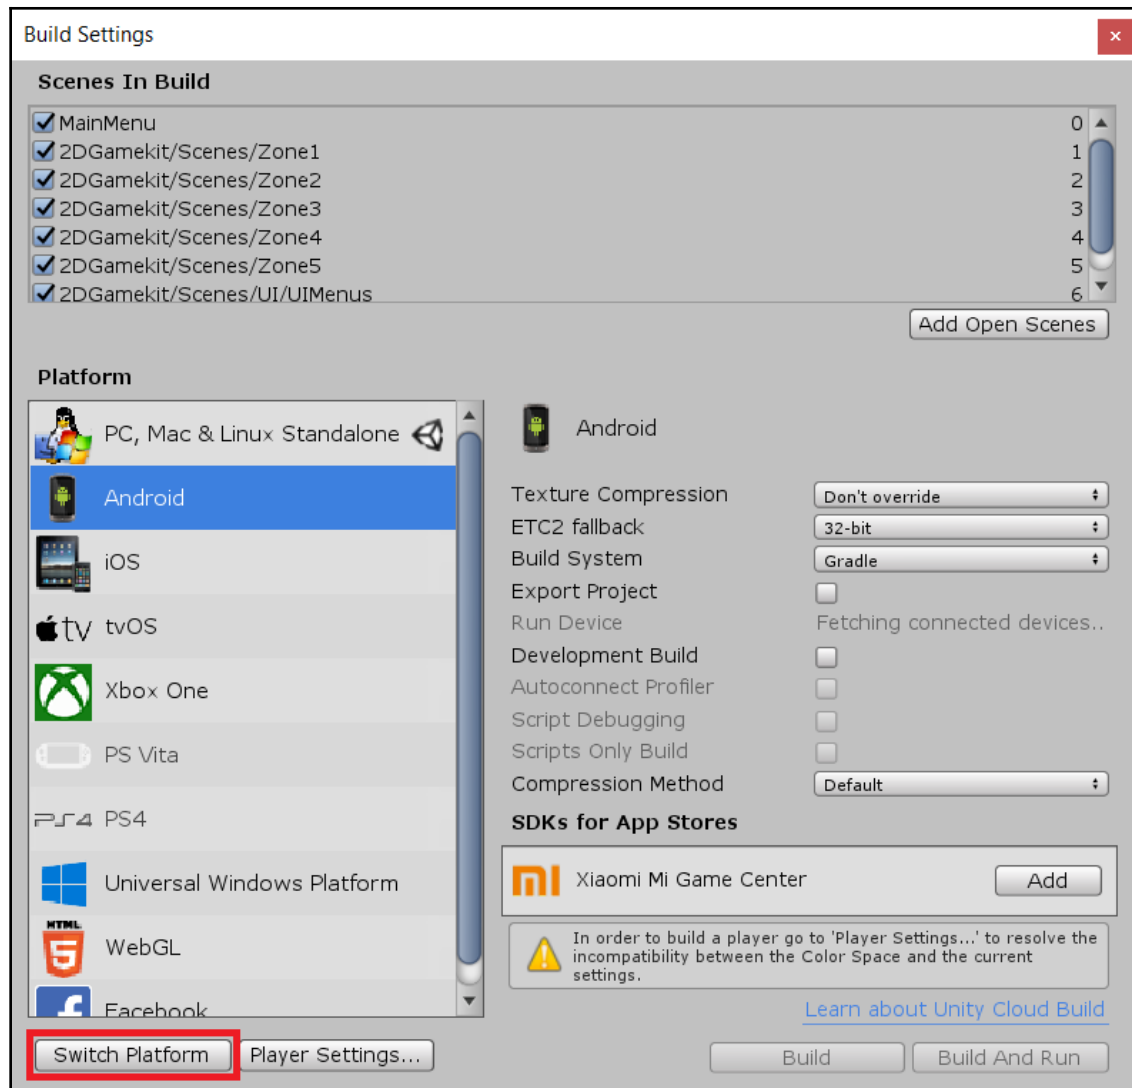 Build Settings
Scenes In Build
MainMenu 0
2DGamekit/Scenes/Zone1 1
2DGamekit/Scenes/Zone2 2
2DGamekit/Scenes/Zone3 3
2DGamekit/Scenes/Zone4 4
2DGamekit/Scenes/Zone5 5
2DGamekit/Scenes/UI/UIMenus 6
Add Open Scenes
Platform
PC, Mac & Linux Standalone
Android
iOS
tv tvOS
Xbox One
PS Vita
PS4 PS4
Universal Windows Platform
HTML 5 WebGL
Facebook
Android
Texture Compression Don't override
ETC2 fallback 32-bit
Build System Gradle
Export Project
Run Device Fetching connected devices..
Development Build
Autoconnect Profiler
Script Debugging
Scripts Only Build
Compression Method Default
SDKs for App Stores
mi Xiaomi Mi Game Center Add
In order to build a player go to 'Player Settings...' to resolve the
incompatibility between the Color Space and the current
settings.
Learn about Unity Cloud Build
Switch Platform Player Settings... Build Build And Run